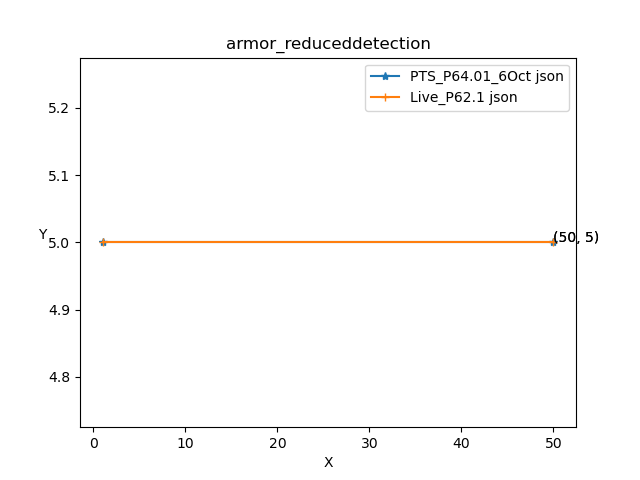 armor_reduceddetection
PTS_P64.01_6Oct json
Live_P62.1 json
5.2
5.1
Y
5.0
(50, 5)
4.9
4.8
0 10 20 30 40 50
X